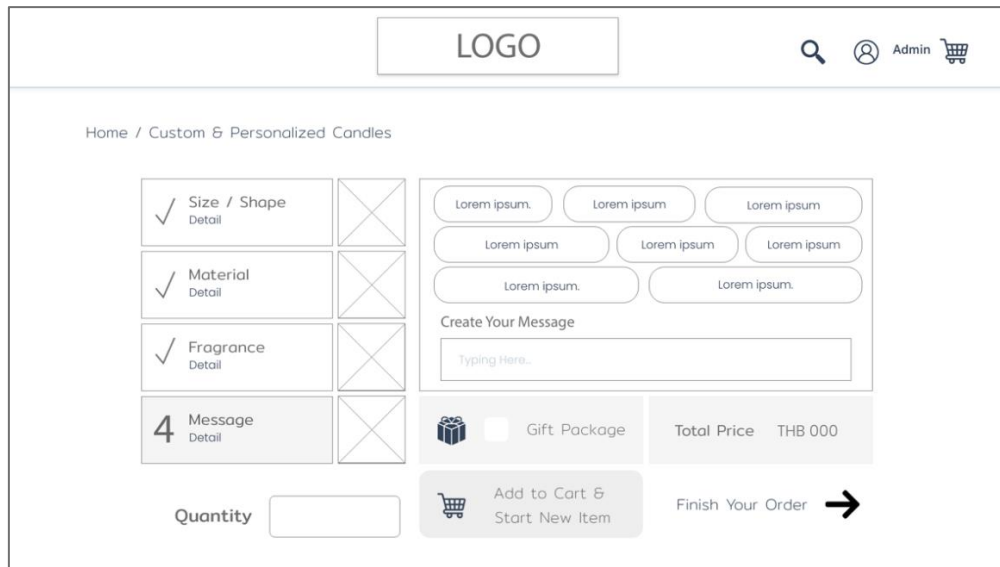 LOGO
Admin
Home / Custom & Personalized Candles
Size / Shape
Detail
Material
Detail
Fragrance
Detail
4
Message
Detail
Quantity
Lorem ipsum.
Lorem ipsum
Lorem ipsum
Lorem ipsum
Lorem ipsum
Lorem ipsum
Lorem ipsum.
Lorem ipsum.
Create Your Message
Typing Here..
Gift Package
Total Price THB 000
Add to Cart &
Start New Item
Finish Your Order